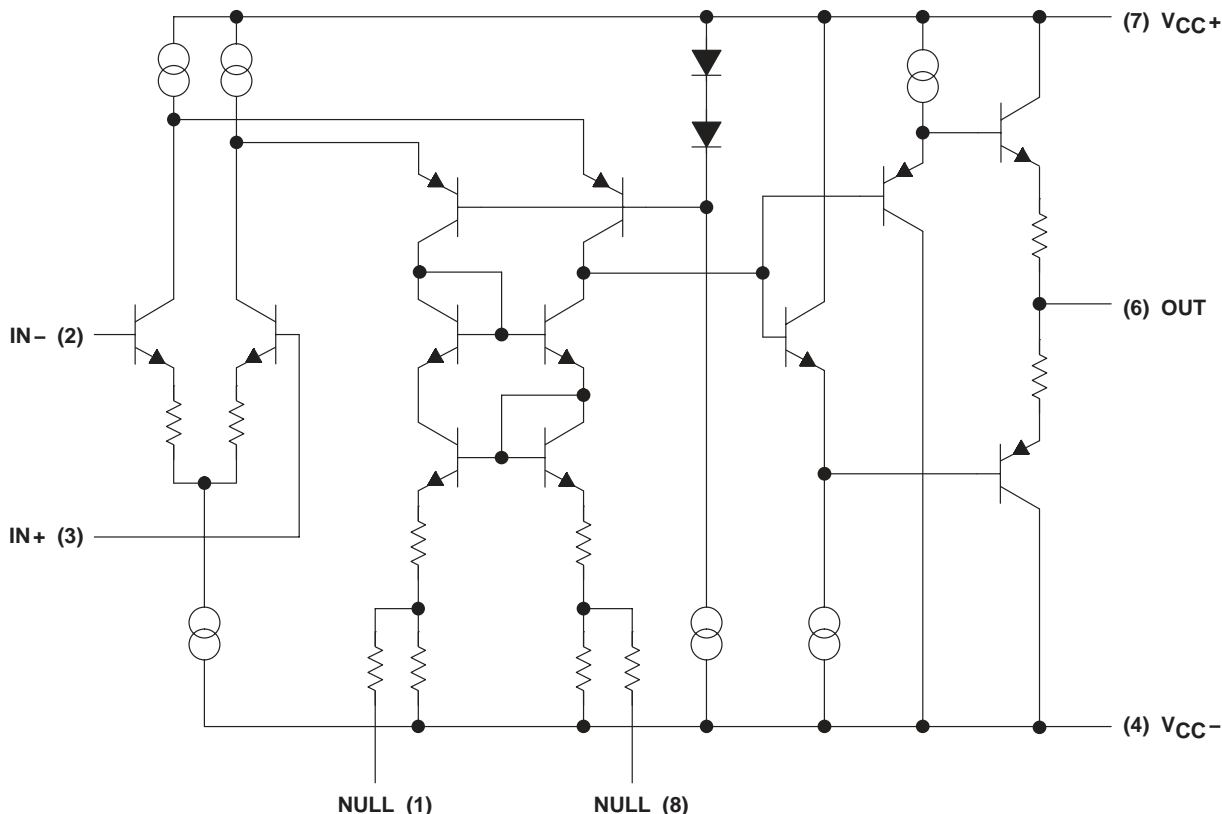 (7) VCC+
IN− (2)
(6) OUT
IN+ (3)
(4) VCC−
NULL (1)
NULL (8)